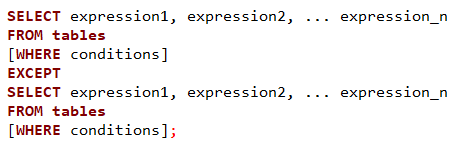 SELECT expression1, expression2, ... expression_n
FROM tables
[WHERE conditions]
EXCEPT
SELECT expression1, expression2, ... expression_n
FROM tables
[WHERE conditions];